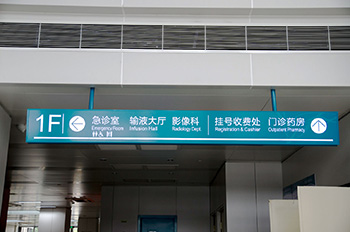 1F ← 急诊室 输液大厅 影像科 挂号收费处 门诊药房 ↑
Emergency Room Infusion Hall Radiology Dept Registration & Cashier Outpatient Pharmacy